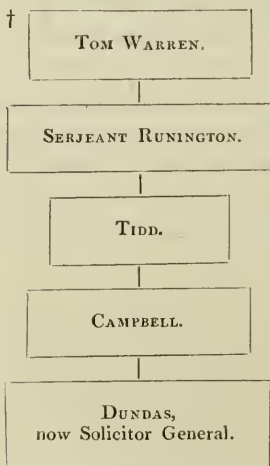 †
Tom Warren.
Serjeant Runington.
Tidd.
Campbell.
Dundas,
now Solicitor General.